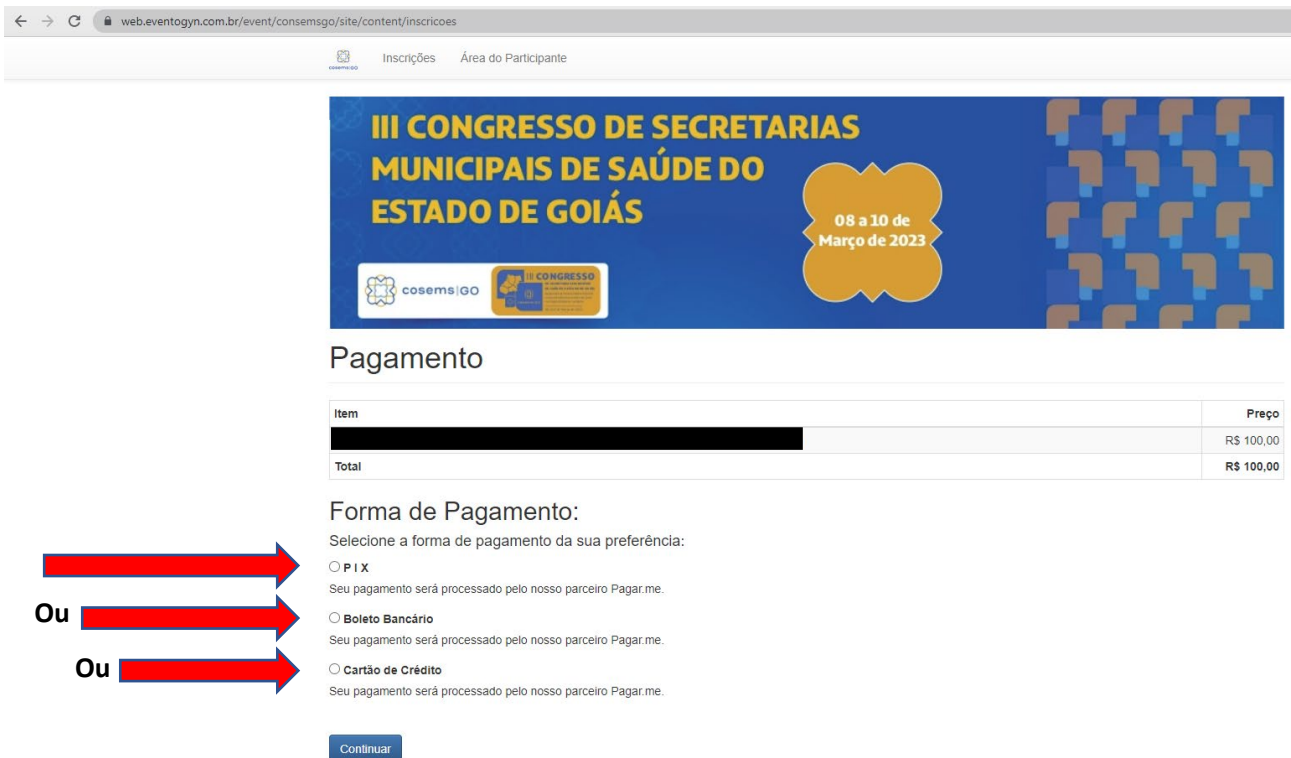 web.eventogyn.com.br/event/consemsgo/site/content/inscricoes
cosems|GO Inscrições Área do Participante
III CONGRESSO DE SECRETARIAS
MUNICIPAIS DE SAÚDE DO
ESTADO DE GOIÁS
08 a 10 de
Março de 2023
cosems|GO
III CONGRESSO
Pagamento
Item Preço
R$ 100,00
Total R$ 100,00
Forma de Pagamento:
Selecione a forma de pagamento da sua preferência:
P I X
Seu pagamento será processado pelo nosso parceiro Pagar.me.
Ou Boleto Bancário
Seu pagamento será processado pelo nosso parceiro Pagar.me.
Ou Cartão de Crédito
Seu pagamento será processado pelo nosso parceiro Pagar.me.
Continuar